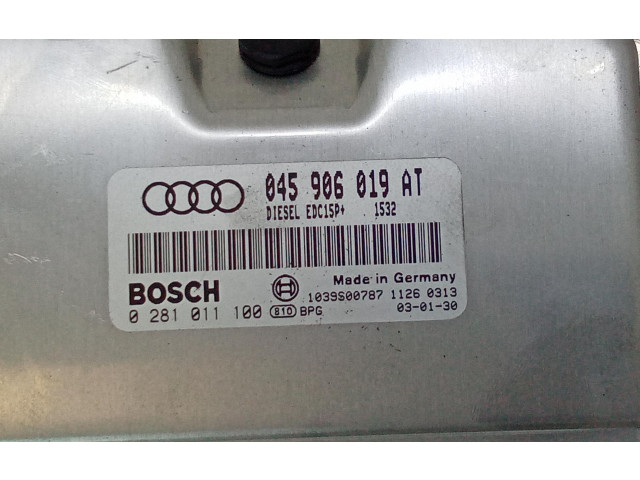 045 906 019 AT
DIESEL EDC15P+ 1532
BOSCH
Made in Germany
1039S00787 1126 0313
0 281 011 100 810 BPG 03-01-30